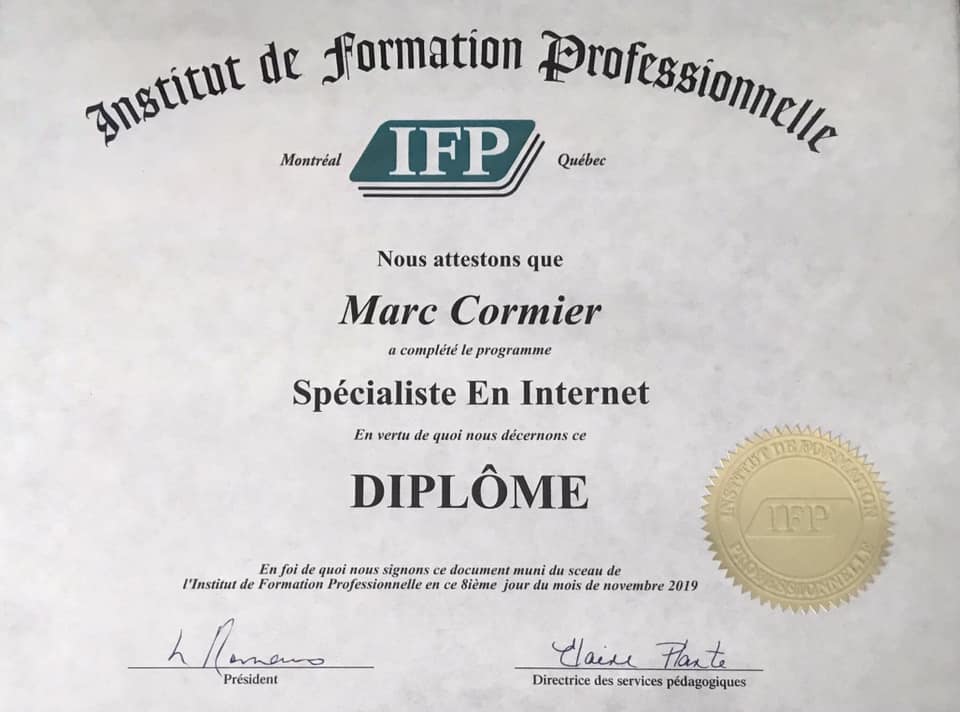 Institut de Formation Professionnelle
Montréal IFP Québec
Nous attestons que
Marc Cormier
a complété le programme
Spécialiste En Internet
En vertu de quoi nous décernons ce
DIPLÔME
INSTITUT DE FORMATION
IFP
PROFESSIONNELLE
En foi de quoi nous signons ce document muni du sceau de
l'Institut de Formation Professionnelle en ce 8ième jour du mois de novembre 2019
Claire Plante
Président
Directrice des services pédagogiques